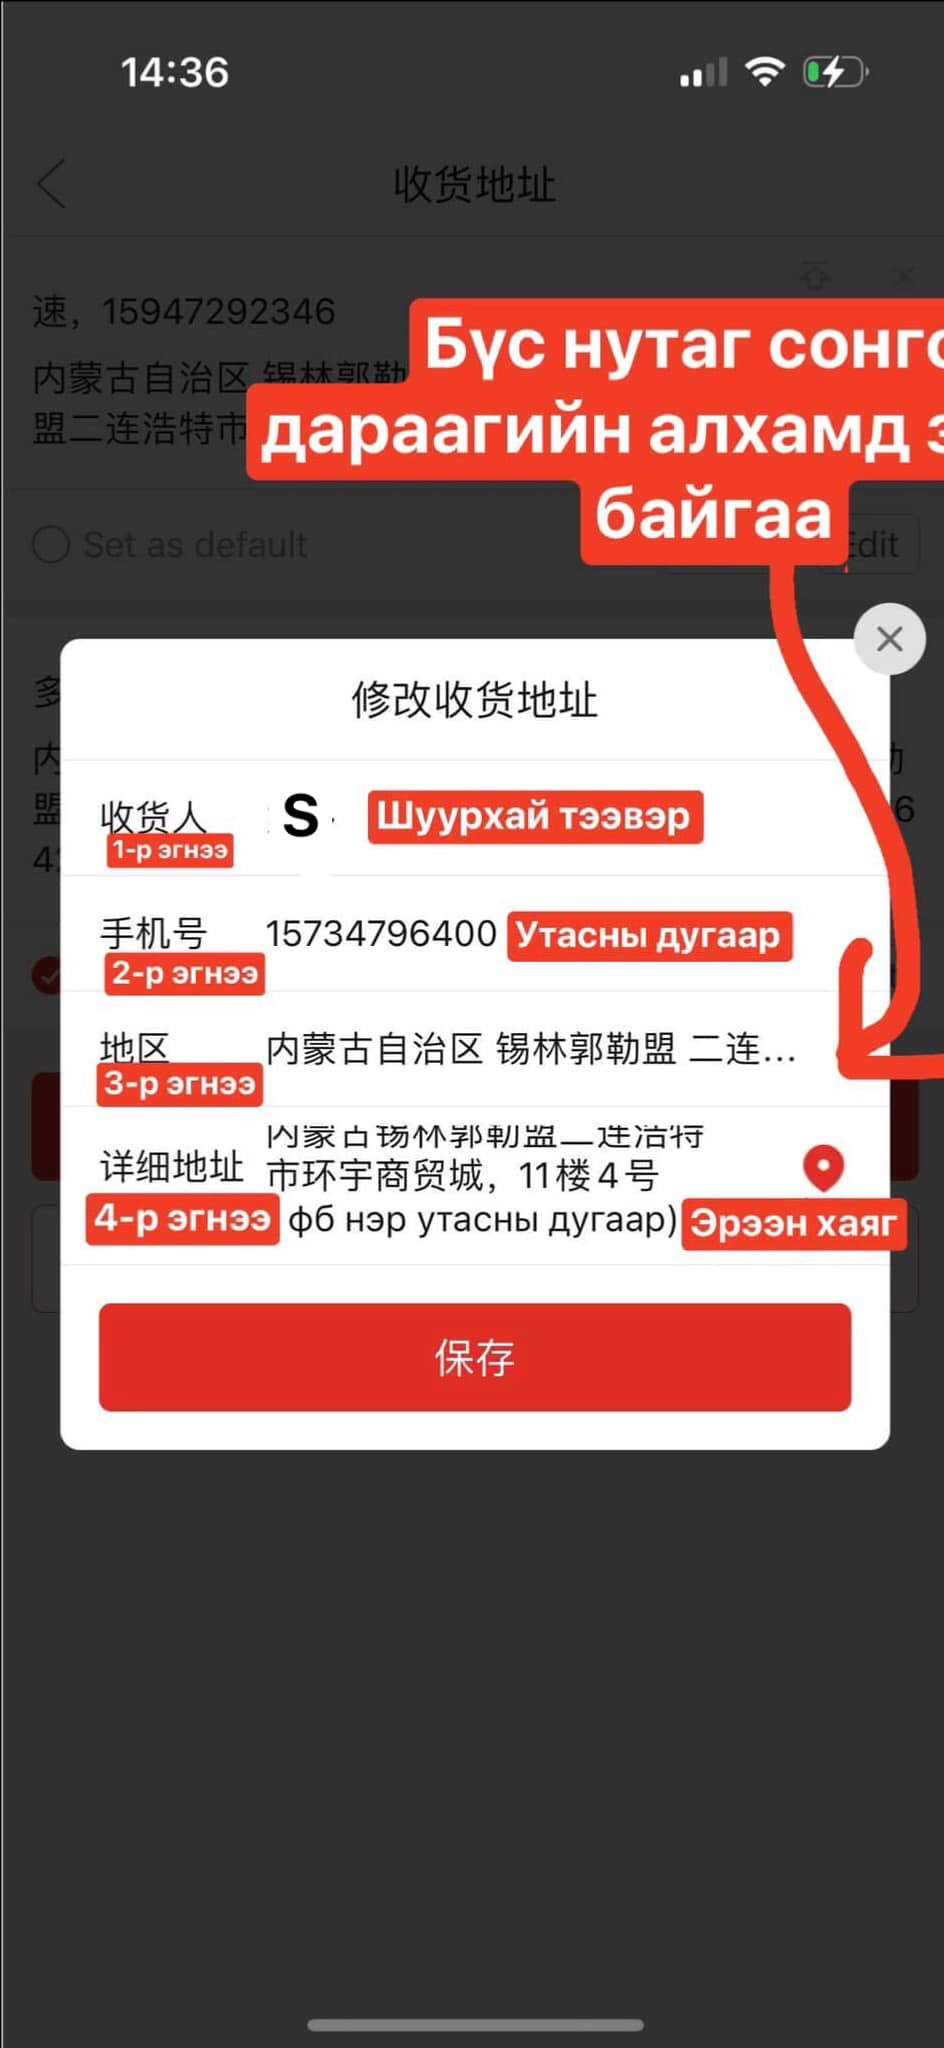 14:36
收货地址
速，15947292346
内蒙古自治区 锡林郭勒
盟二连浩特市
Бүс нутаг сонго
дараагийн алхамд з
байгаа
Set as default
Edit
修改收货地址
收货人 S Шуурхай тээвэр
1-р эгнээ
手机号 15734796400 Утасны дугаар
2-р эгнээ
地区 内蒙古自治区 锡林郭勒盟 二连...
3-р эгнээ
内蒙古锡林郭勒盟二连浩特
详细地址 市环宇商贸城，11楼4号
4-р эгнээ фб нэр утасны дугаар) Эрээн хаяг
保存